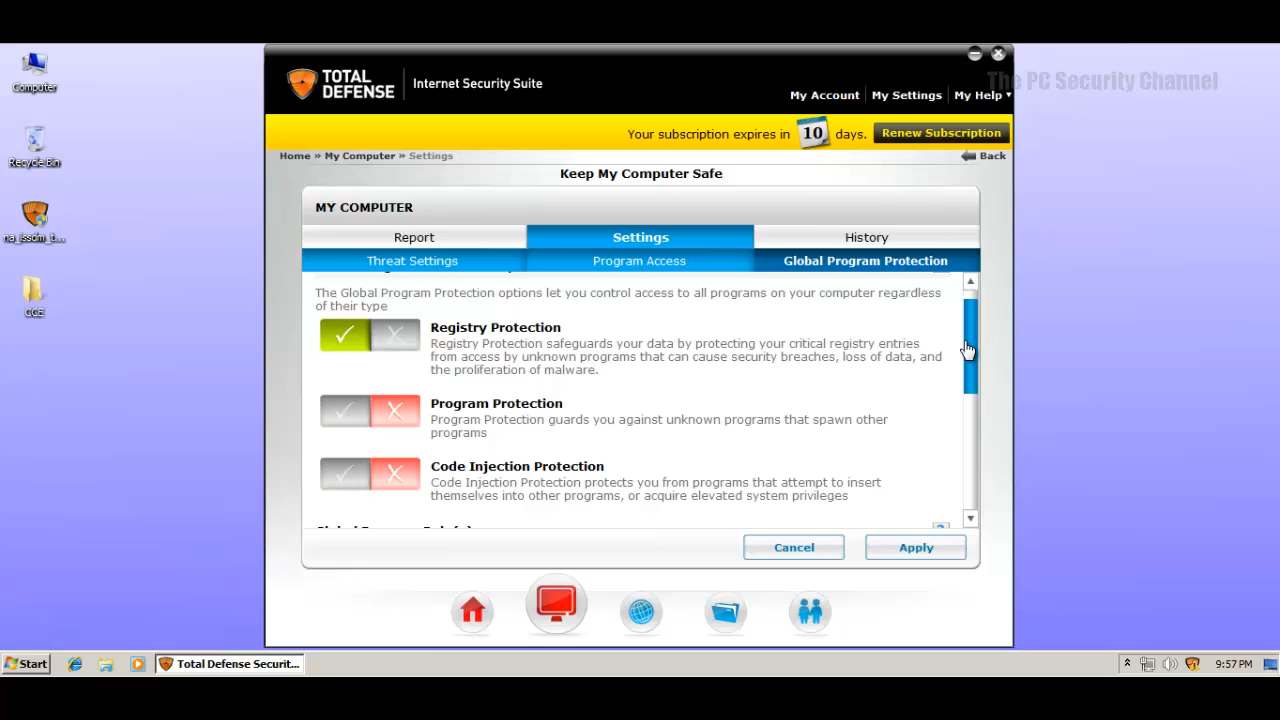 The PC Security Channel
Computer
Recycle Bin
na_issdm_t...
CCE
TOTAL
DEFENSE
Internet Security Suite
My Account
My Settings
My Help
Your subscription expires in 10 days.
Renew Subscription
Home » My Computer » Settings
Back
Keep My Computer Safe
MY COMPUTER
Report
Settings
History
Threat Settings
Program Access
Global Program Protection
The Global Program Protection options let you control access to all programs on your computer regardless
of their type
Registry Protection
Registry Protection safeguards your data by protecting your critical registry entries
from access by unknown programs that can cause security breaches, loss of data, and
the proliferation of malware.
Program Protection
Program Protection guards you against unknown programs that spawn other
programs
Code Injection Protection
Code Injection Protection protects you from programs that attempt to insert
themselves into other programs, or acquire elevated system privileges
Cancel
Apply
Start
Total Defense Securit...
9:57 PM